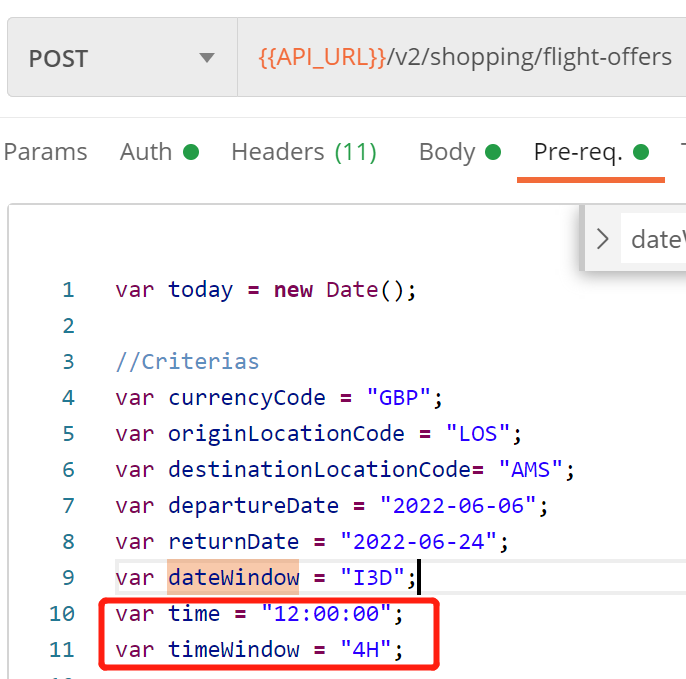 POST {{API_URL}}/v2/shopping/flight-offers
Params Auth Headers (11) Body Pre-req.
1 var today = new Date();
2
3 //Criterias
4 var currencyCode = "GBP";
5 var originLocationCode = "LOS";
6 var destinationLocationCode= "AMS";
7 var departureDate = "2022-06-06";
8 var returnDate = "2022-06-24";
9 var dateWindow = "I3D";
10 var time = "12:00:00";
11 var timeWindow = "4H";